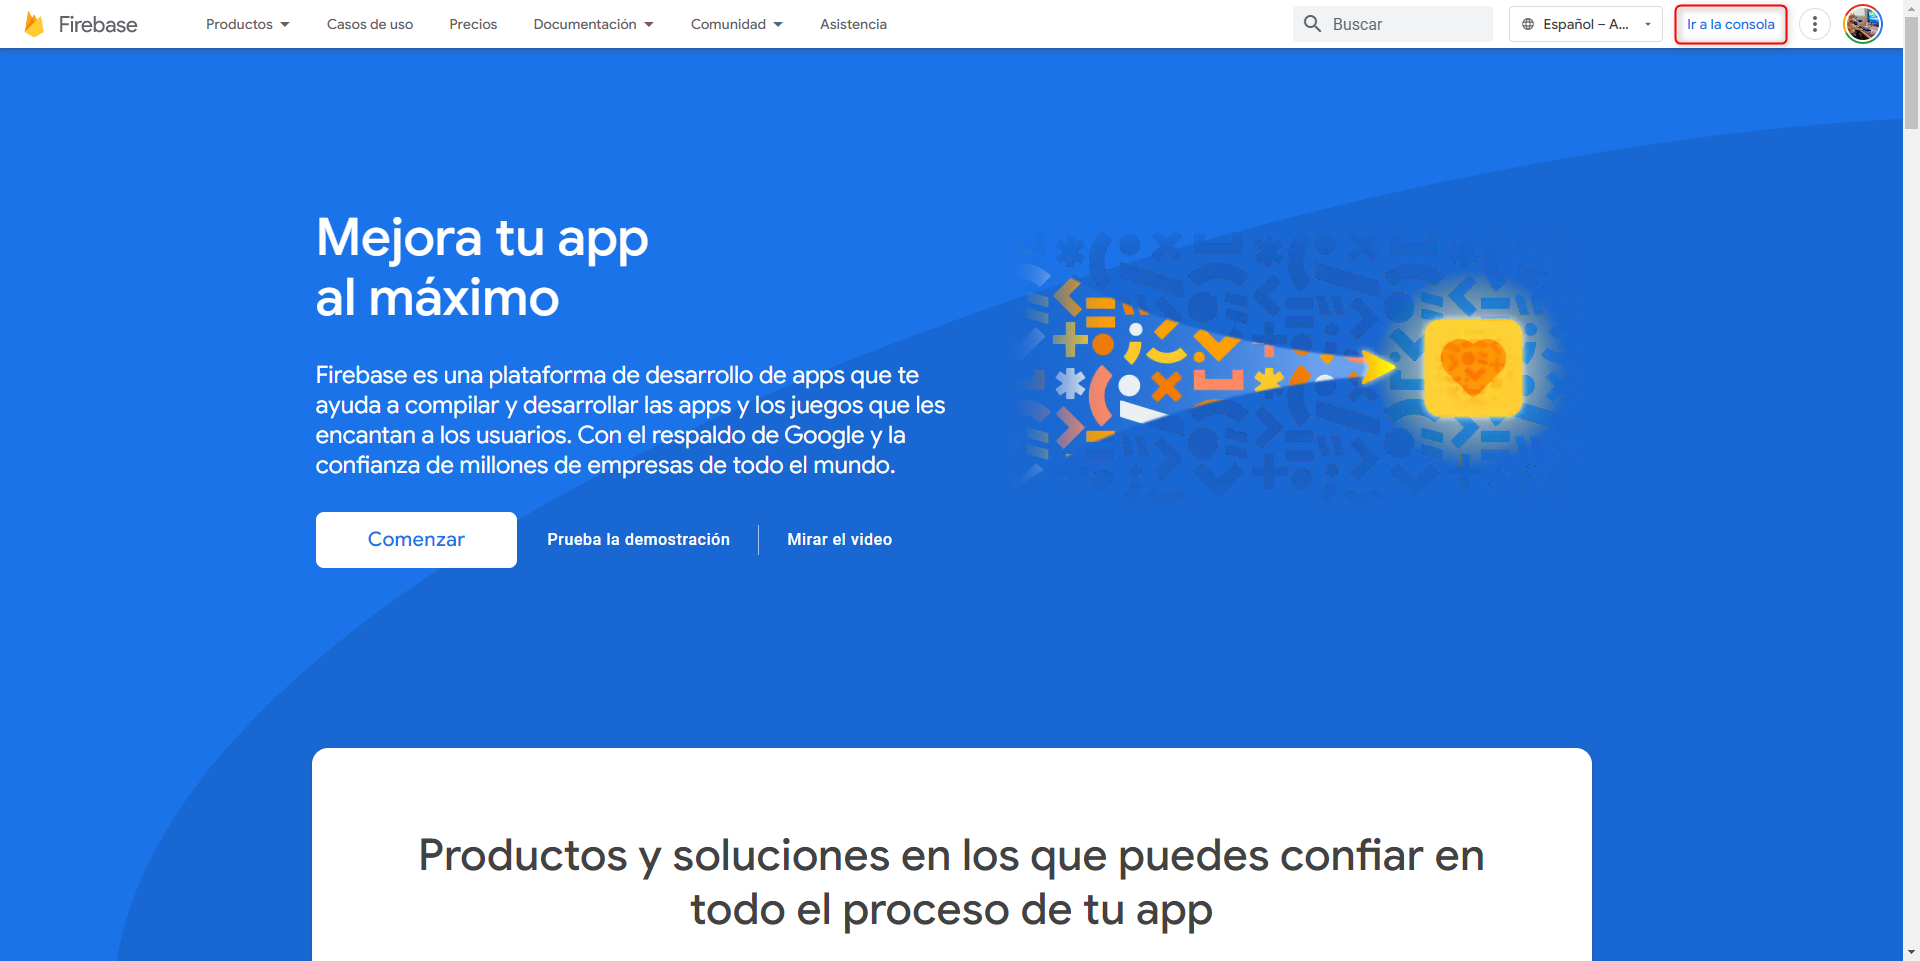 Firebase
Productos
Casos de uso
Precios
Documentación
Comunidad
Asistencia
Buscar
Español – A...
Ir a la consola
Mejora tu app
al máximo
Firebase es una plataforma de desarrollo de apps que te
ayuda a compilar y desarrollar las apps y los juegos que les
encantan a los usuarios. Con el respaldo de Google y la
confianza de millones de empresas de todo el mundo.
Comenzar
Prueba la demostración
Mirar el video
Productos y soluciones en los que puedes confiar en
todo el proceso de tu app